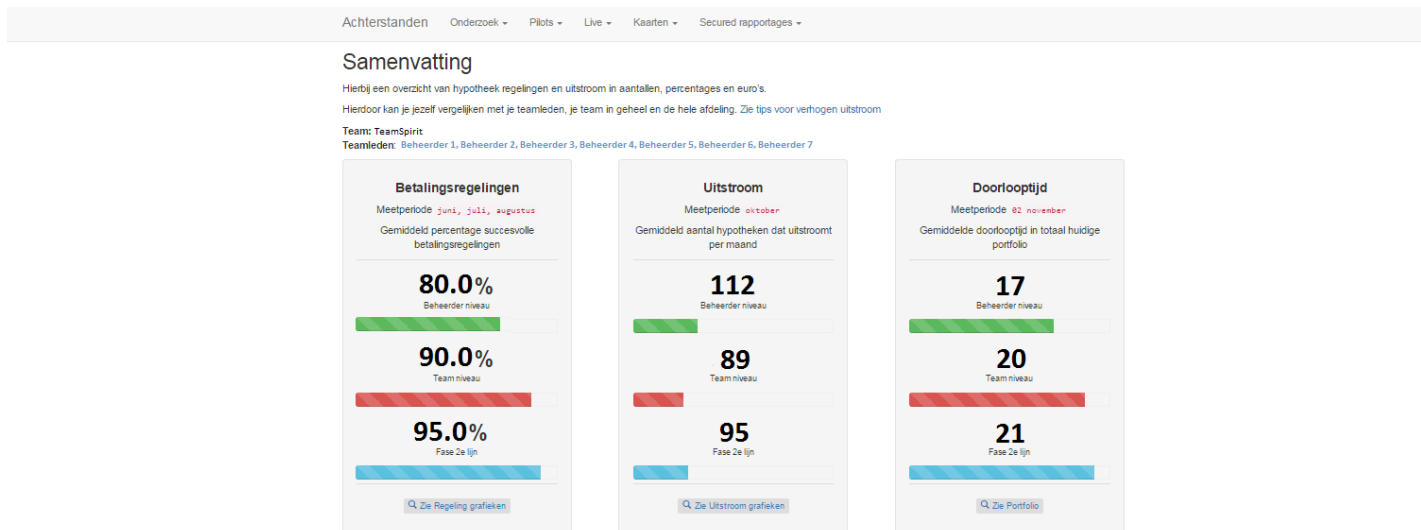 Achterstanden Onderzoek Pilots Live Kaarten Secured rapportages
Samenvatting
Hierbij een overzicht van hypotheek regelingen en uitstroom in aantallen, percentages en euro's.
Hierdoor kan je jezelf vergelijken met je teamleden, je team in geheel en de hele afdeling. Zie tips voor verhogen uitstroom
Team: TeamSpirit
Teamleden: Beheerder 1, Beheerder 2, Beheerder 3, Beheerder 4, Beheerder 5, Beheerder 6, Beheerder 7
Betalingsregelingen
Meetperiode juni, juli, augustus
Gemiddeld percentage succesvolle
betalingsregelingen
80.0%
Beheerder niveau
90.0%
Team niveau
95.0%
Fase 2e lijn
Zie Regeling grafieken
Uitstroom
Meetperiode oktober
Gemiddeld aantal hypotheken dat uitstroomt
per maand
112
Beheerder niveau
89
Team niveau
95
Fase 2e lijn
Zie Uitstroom grafieken
Doorlooptijd
Meetperiode 02 november
Gemiddelde doorlooptijd in totaal huidige
portfolio
17
Beheerder niveau
20
Team niveau
21
Fase 2e lijn
Zie Portfolio